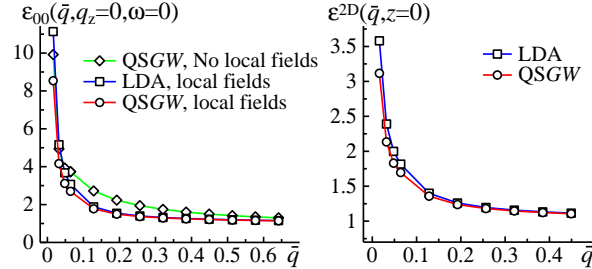 ε₀₀(q̄,q_z=0,ω=0)
10
8
6
4
2
0
QSGW, No local fields
LDA, local fields
QSGW, local fields
0 0.1 0.2 0.3 0.4 0.5 0.6 q̄
ε²ᴰ(q̄,z=0)
3.5
3
2.5
2
1.5
1
LDA
QSGW
0 0.1 0.2 0.3 0.4 q̄